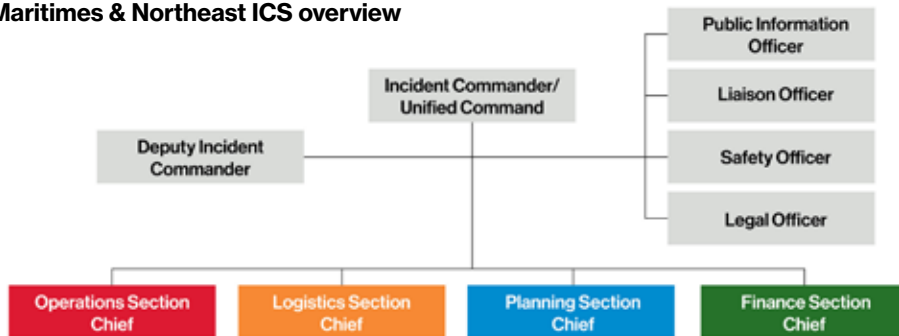 Maritimes & Northeast ICS overview
Public Information
Officer
Incident Commander/
Unified Command
Liaison Officer
Deputy Incident
Commander
Safety Officer
Legal Officer
Operations Section
Chief
Logistics Section
Chief
Planning Section
Chief
Finance Section
Chief